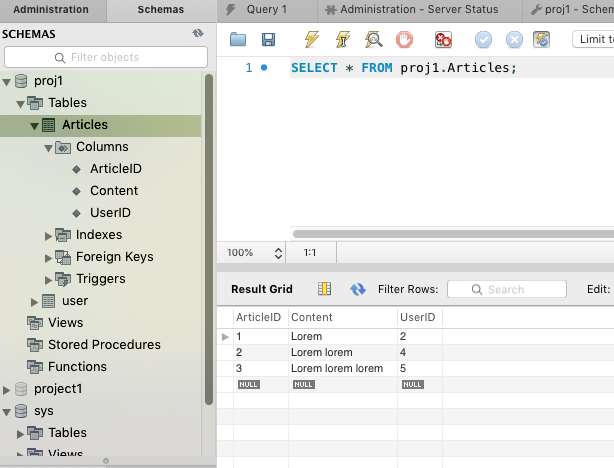 Administration Schemas Query 1 Administration - Server Status proj1 - Schem
SCHEMAS
Filter objects Limit to
proj1 1 SELECT * FROM proj1.Articles;
Tables
Articles
Columns
ArticleID
Content
UserID
Indexes
Foreign Keys 100% 1:1
Triggers Result Grid Filter Rows: Search Edit:
user
Views ArticleID Content UserID
Stored Procedures 1 Lorem 2
2 Lorem lorem 4
Functions 3 Lorem lorem lorem 5
project1 NULL NULL NULL
sys
Tables
Views